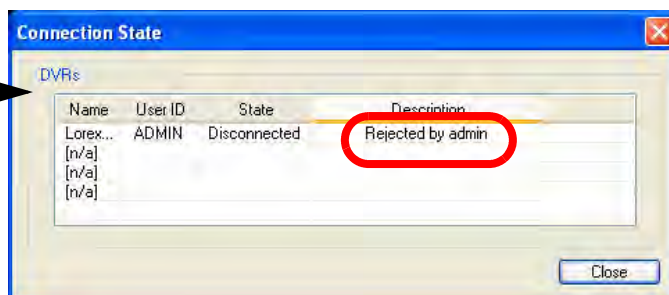 Connection State
DVRs
Name User ID State Description
Lorex... ADMIN Disconnected Rejected by admin
[n/a]
[n/a]
[n/a]
Close